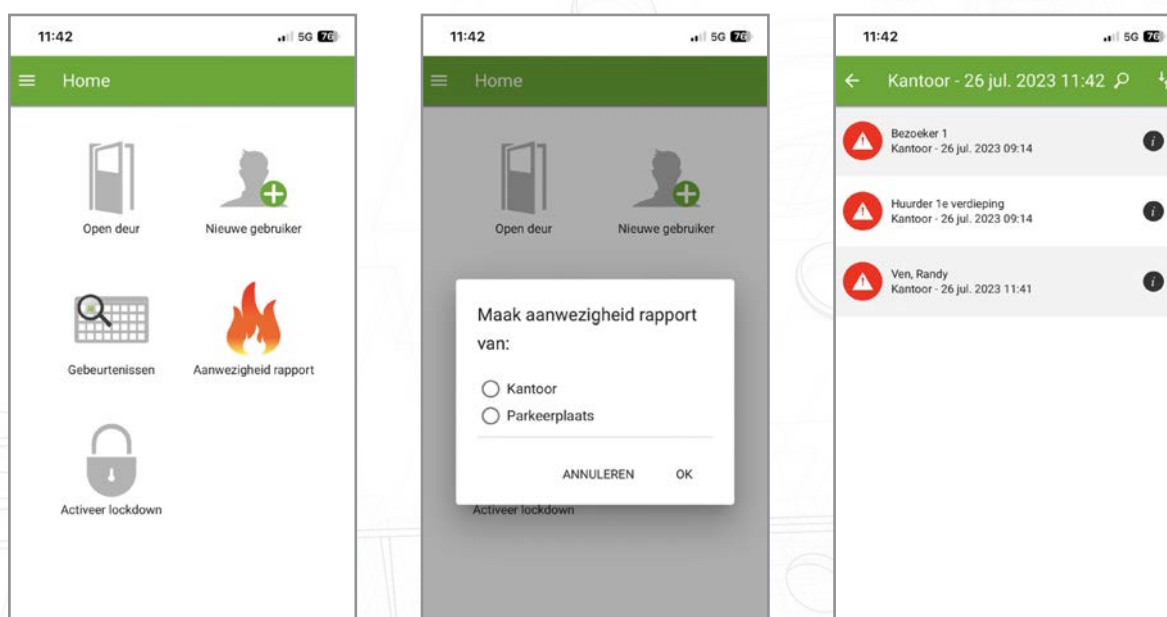 11:42
5G 76
Home
Open deur
Nieuwe gebruiker
Gebeurtenissen
Aanwezigheid rapport
Activeer lockdown
11:42
5G 76
Home
Open deur
Nieuwe gebruiker
Maak aanwezigheid rapport
van:
Kantoor
Parkeerplaats
ANNULEREN OK
Activeer lockdown
11:42
5G 76
Kantoor - 26 jul. 2023 11:42
Bezoeker 1
Kantoor - 26 jul. 2023 09:14
Huurder 1e verdieping
Kantoor - 26 jul. 2023 09:14
Ven, Randy
Kantoor - 26 jul. 2023 11:41